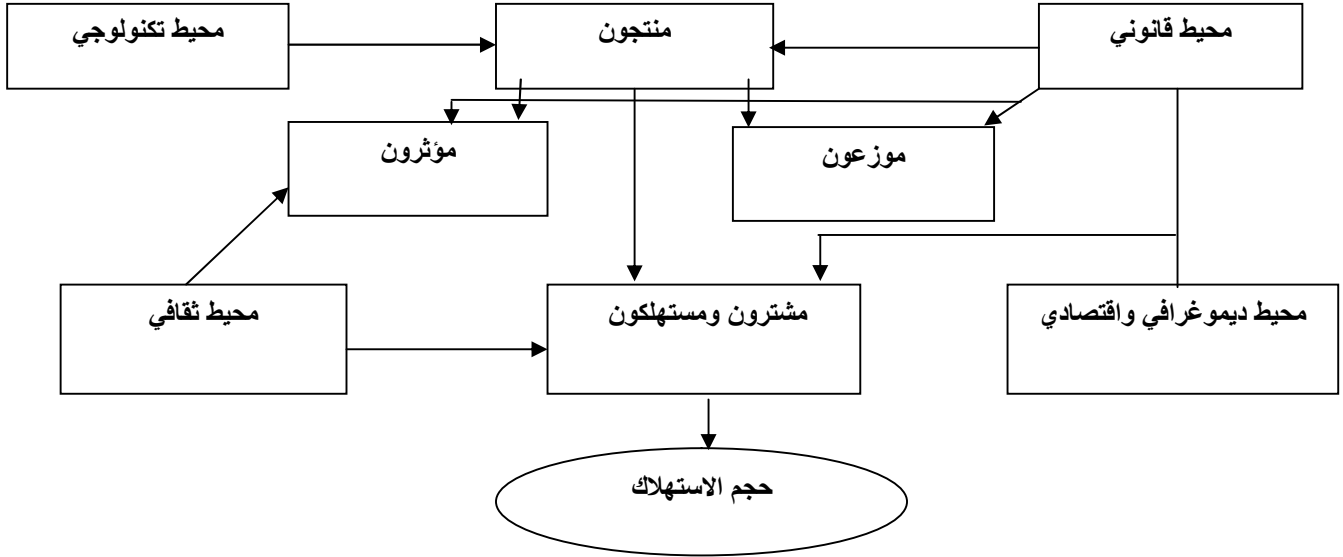 محيط قانوني
منتجون
محيط تكنولوجي
موزعون
مؤثرون
محيط ديموغرافي واقتصادي
مشترون ومستهلكون
محيط ثقافي
حجم الاستهلاك